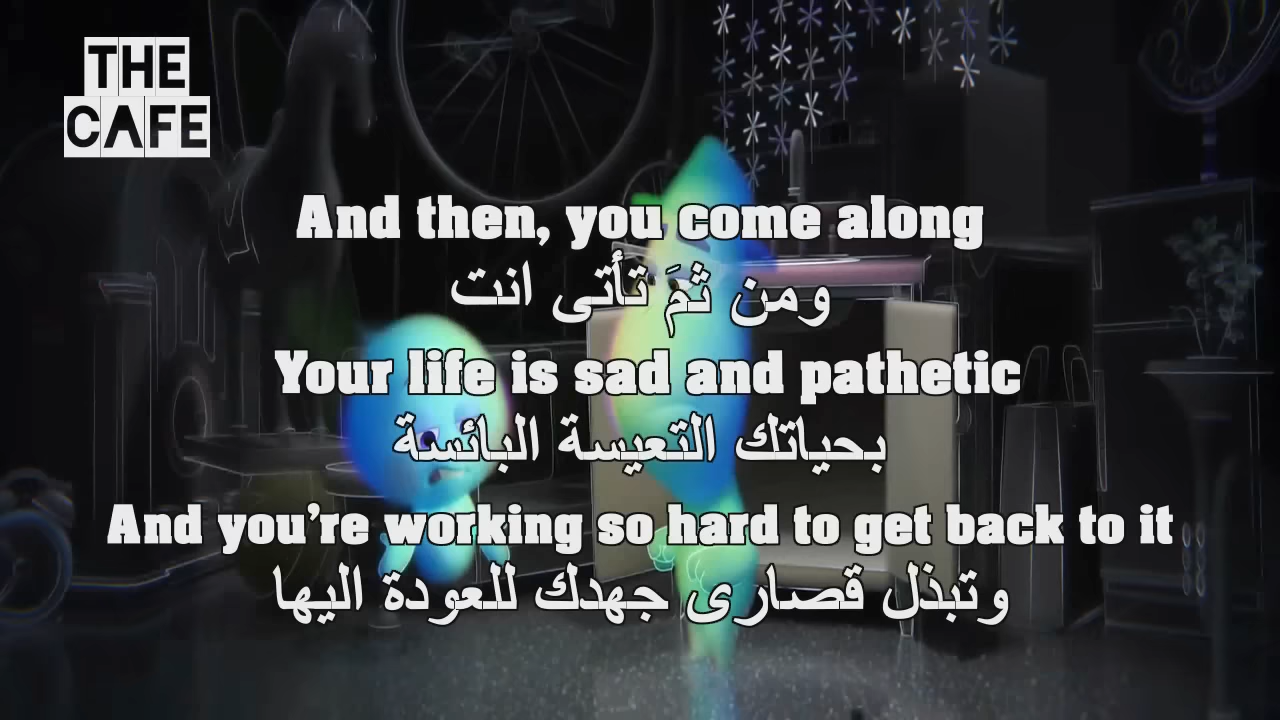 THE
CAFE
And then, you come along
ومن ثمَ تأتى انت
Your life is sad and pathetic
بحياتك التعيسة البائسة
And you're working so hard to get back to it
وتبذل قصارى جهدك للعودة اليها